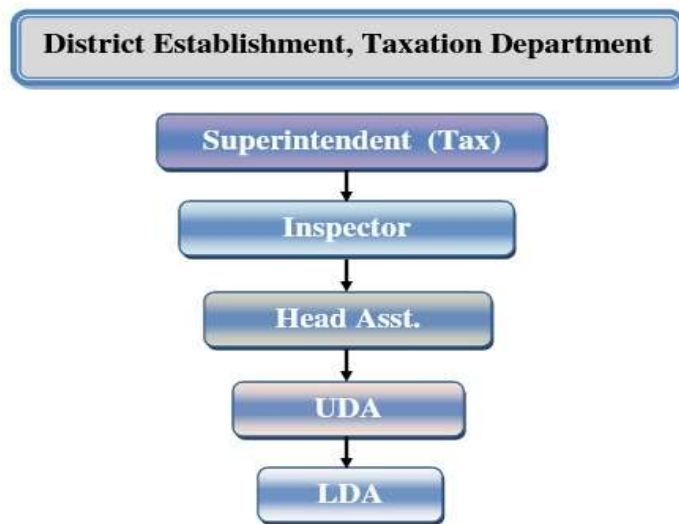 District Establishment, Taxation Department
Superintendent (Tax)
Inspector
Head Asst.
UDA
LDA